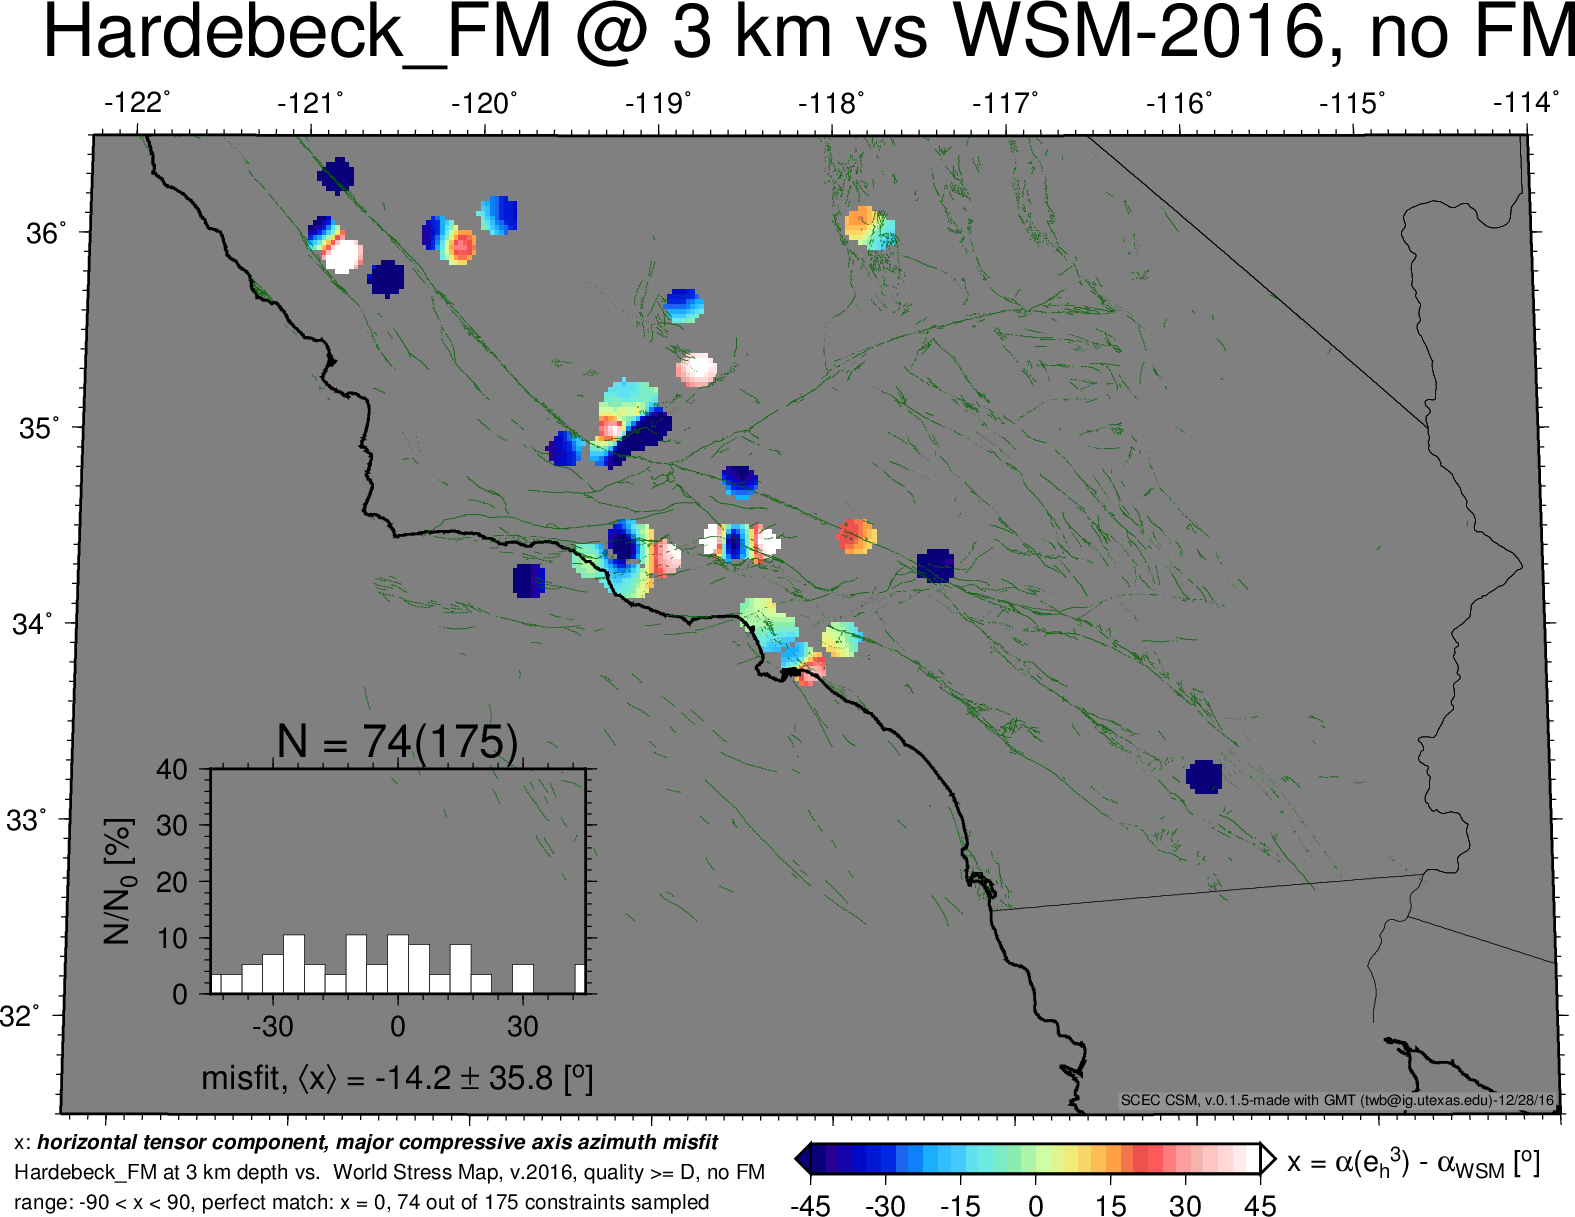 Hardebeck_FM @ 3 km vs WSM-2016, no FM
-122˚ -121˚ -120˚ -119˚ -118˚ -117˚ -116˚ -115˚ -114˚
36˚
35˚
34˚
33˚
32˚
N = 74(175)
40
30
20
10
0
N/N0 [%]
-30 0 30
misfit, ⟨x⟩ = -14.2 ± 35.8 [º]
SCEC CSM, v.0.1.5-made with GMT (twb@ig.utexas.edu)-12/28/16
x: horizontal tensor component, major compressive axis azimuth misfit
Hardebeck_FM at 3 km depth vs. World Stress Map, v.2016, quality >= D, no FM
range: -90 < x < 90, perfect match: x = 0, 74 out of 175 constraints sampled
x = α(eh3) - αWSM [º]
-45 -30 -15 0 15 30 45